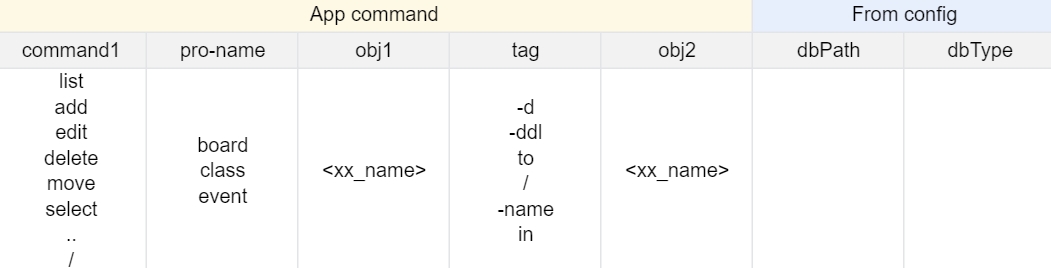 App command
From config
command1
pro-name
obj1
tag
obj2
dbPath
dbType
list
add
edit
delete
move
select
..
/
board
class
event
<xx_name>
-d
-ddl
to
/
-name
in
<xx_name>